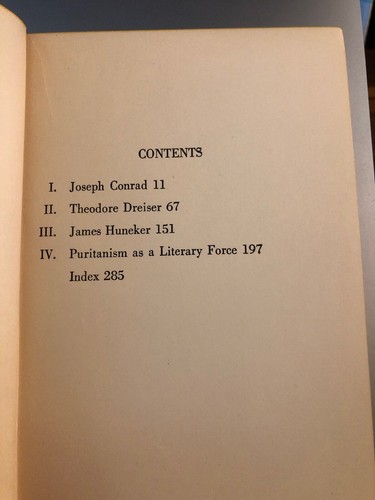 CONTENTS
I. Joseph Conrad 11
II. Theodore Dreiser 67
III. James Huneker 151
IV. Puritanism as a Literary Force 197
Index 285